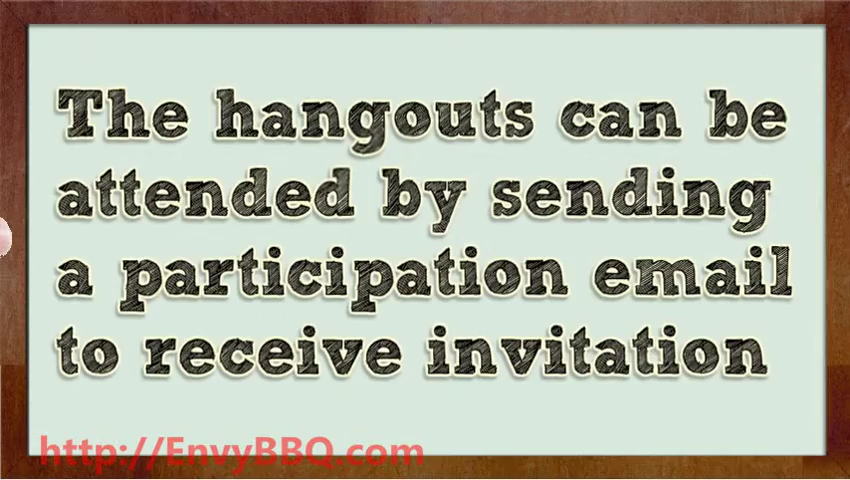 The hangouts can be
attended by sending
a participation email
to receive invitation
http://EnvyBBQ.com